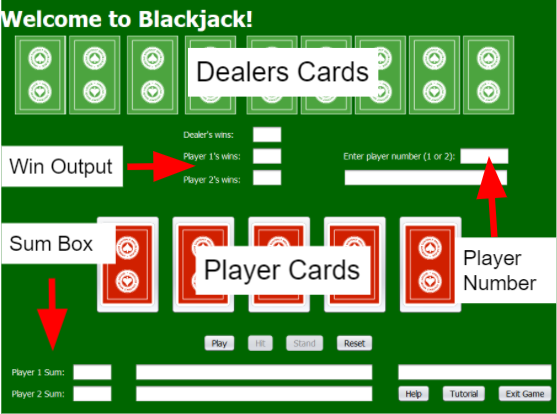 Welcome to Blackjack!
Dealers Cards
Dealer's wins:
Win Output
Player 1's wins:
Enter player number (1 or 2):
Player 2's wins:
Sum Box
Player Cards
Player
Number
Play
Hit
Stand
Reset
Player 1 Sum:
Player 2 Sum:
Help
Tutorial
Exit Game